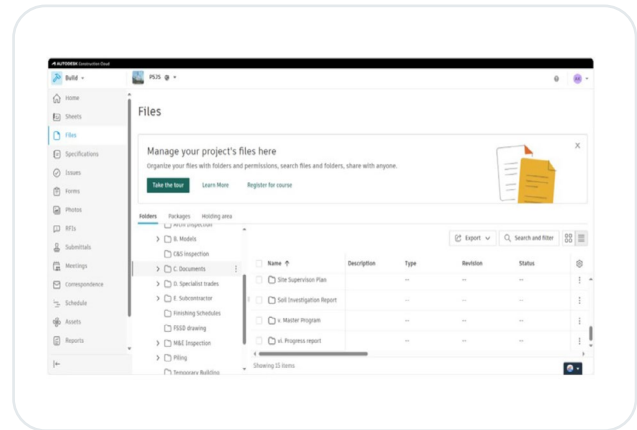 AUTODESK Construction Cloud
Build
PSJS
Home
Sheets
Files
Specifications
Issues
Forms
Photos
RFIs
Submittals
Meetings
Correspondence
Schedule
Assets
Reports
Files
Manage your project's files here
Organize your files with folders and permissions, search files and folders, share with anyone.
Take the tour Learn More Register for course
Folders Packages Holding area
Arch Inspection
B. Models
C&S Inspection
C. Documents
D. Specialist trades
E. Subcontractor
Finishing Schedules
FSSD drawing
M&E Inspection
Piling
Temporary Building
Export Search and filter
Name Description Type Revision Status
Site Supervison Plan -- -- --
Soil Investigation Report -- -- --
v. Master Program -- -- --
vi. Progress report -- -- --
Showing 15 items